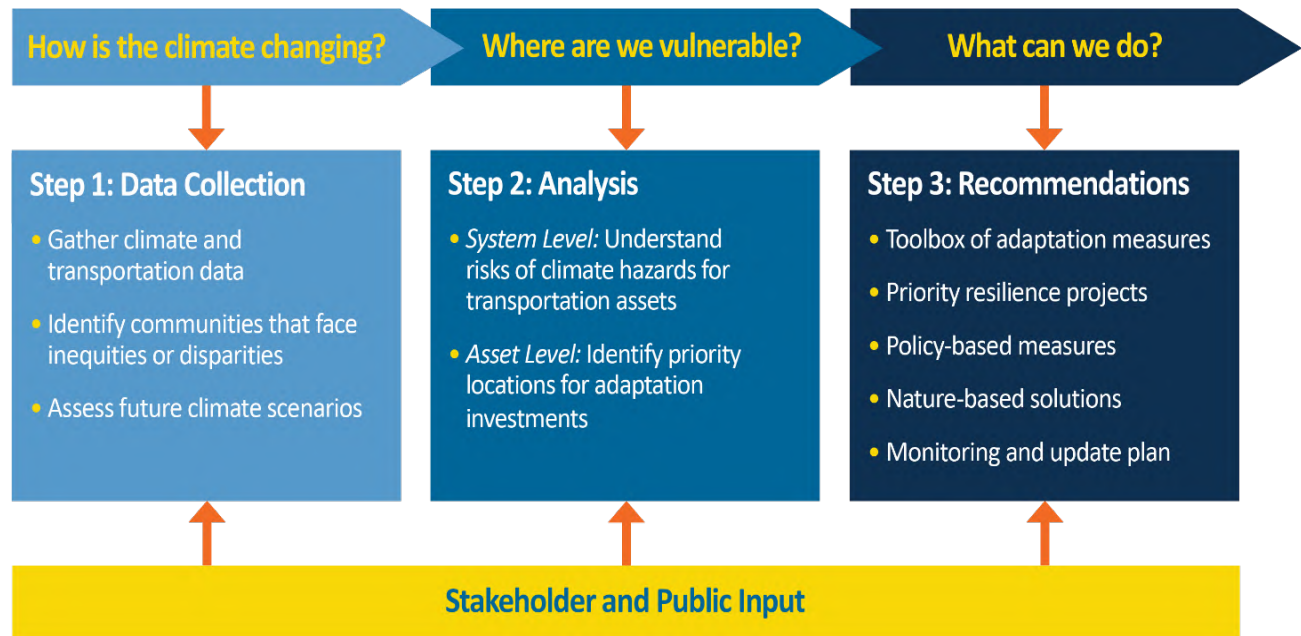 How is the climate changing?
Where are we vulnerable?
What can we do?
Step 1: Data Collection
• Gather climate and
transportation data
• Identify communities that face
inequities or disparities
• Assess future climate scenarios
Step 2: Analysis
• System Level: Understand
risks of climate hazards for
transportation assets
• Asset Level: Identify priority
locations for adaptation
investments
Step 3: Recommendations
• Toolbox of adaptation measures
• Priority resilience projects
• Policy-based measures
• Nature-based solutions
• Monitoring and update plan
Stakeholder and Public Input